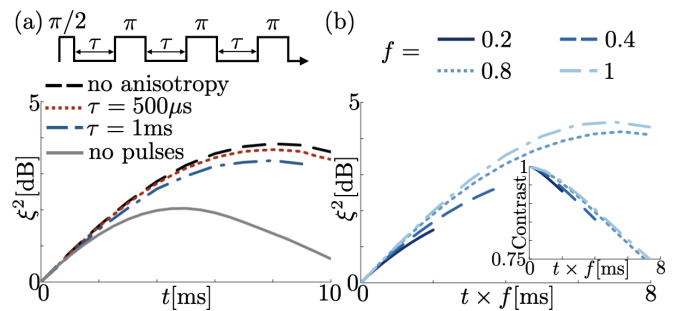 (a) π/2 π π π
τ τ τ
no anisotropy
τ = 500μs
τ = 1ms
no pulses
5
ξ²[dB]
0
0 t[ms] 10
(b) f =
0.2 0.4
0.8 1
5
ξ²[dB]
0
0 t × f[ms] 8
1
Contrast
0.75
0 t × f[ms] 8